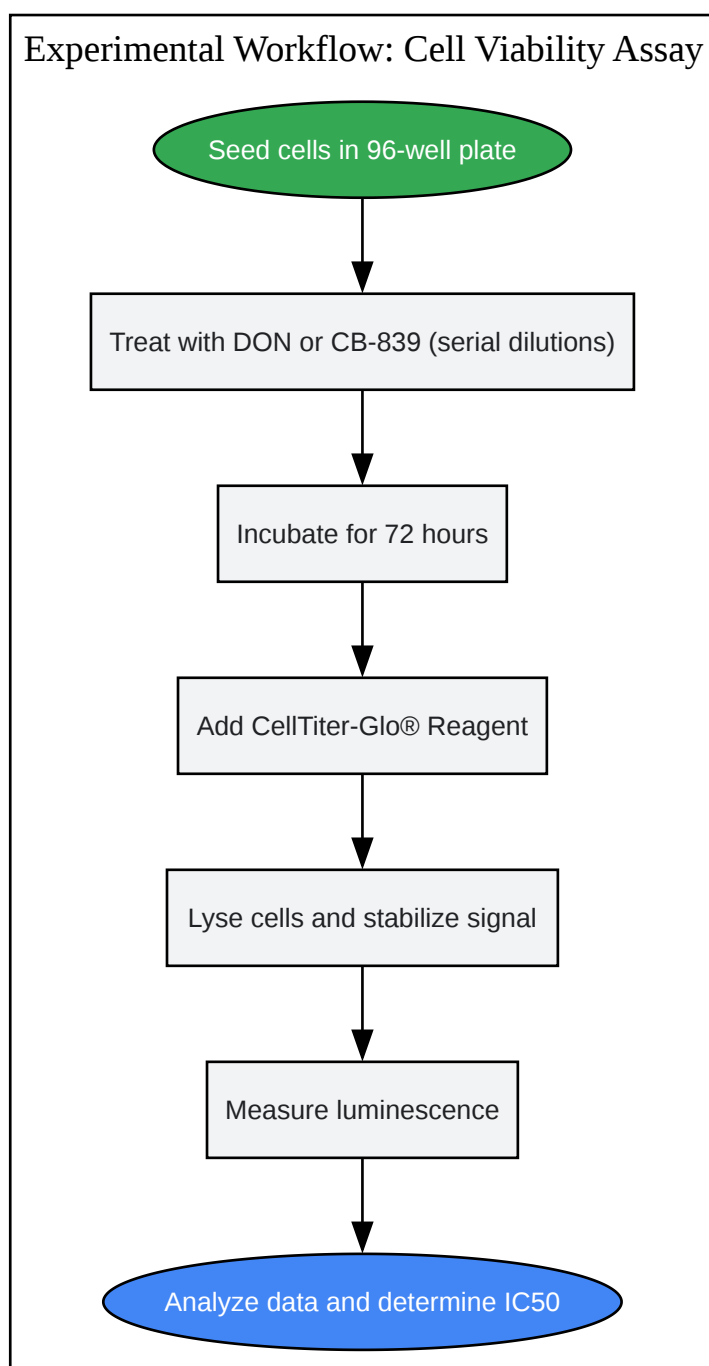 Experimental Workflow: Cell Viability Assay
Seed cells in 96-well plate
Treat with DON or CB-839 (serial dilutions)
Incubate for 72 hours
Add CellTiter-Glo® Reagent
Lyse cells and stabilize signal
Measure luminescence
Analyze data and determine IC50